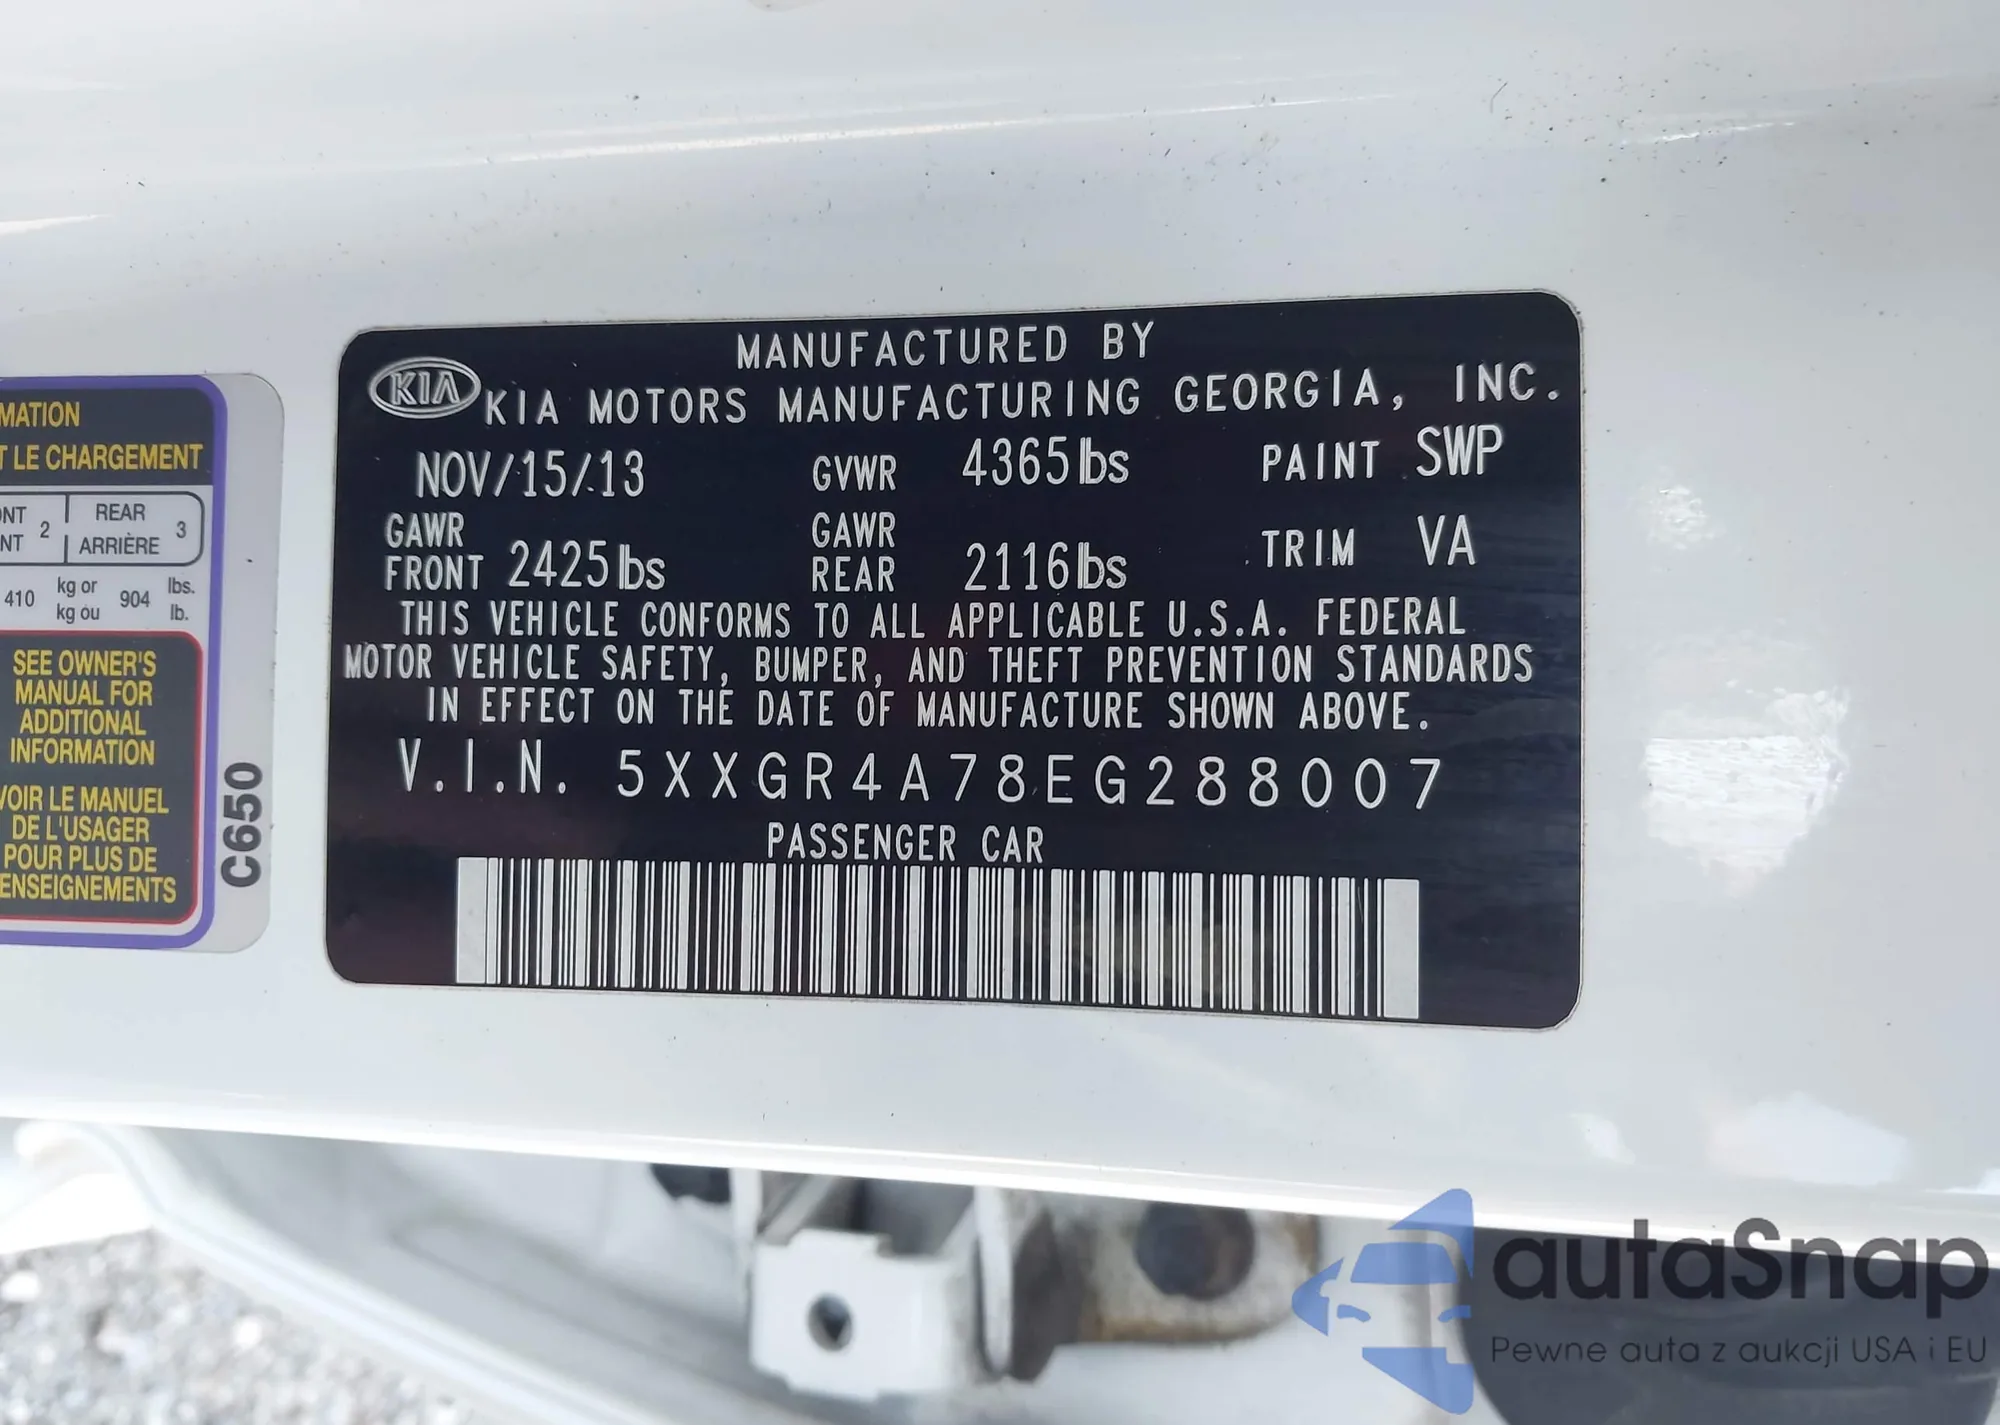 MATION
T LE CHARGEMENT
ONT 2 REAR 3
NT ARRIÈRE
410 kg or 904 lbs.
kg ou lb.
SEE OWNER'S
MANUAL FOR
ADDITIONAL
INFORMATION
VOIR LE MANUEL
DE L'USAGER
POUR PLUS DE
ENSEIGNEMENTS
C650
MANUFACTURED BY
KIA KIA MOTORS MANUFACTURING GEORGIA, INC.
NOV/15/13 GVWR 4365lbs PAINT SWP
GAWR FRONT 2425lbs GAWR REAR 2116lbs TRIM VA
THIS VEHICLE CONFORMS TO ALL APPLICABLE U.S.A. FEDERAL
MOTOR VEHICLE SAFETY, BUMPER, AND THEFT PREVENTION STANDARDS
IN EFFECT ON THE DATE OF MANUFACTURE SHOWN ABOVE.
V.I.N. 5XXGR4A78EG288007
PASSENGER CAR
autaSnap
Pewne auta z aukcji USA i EU